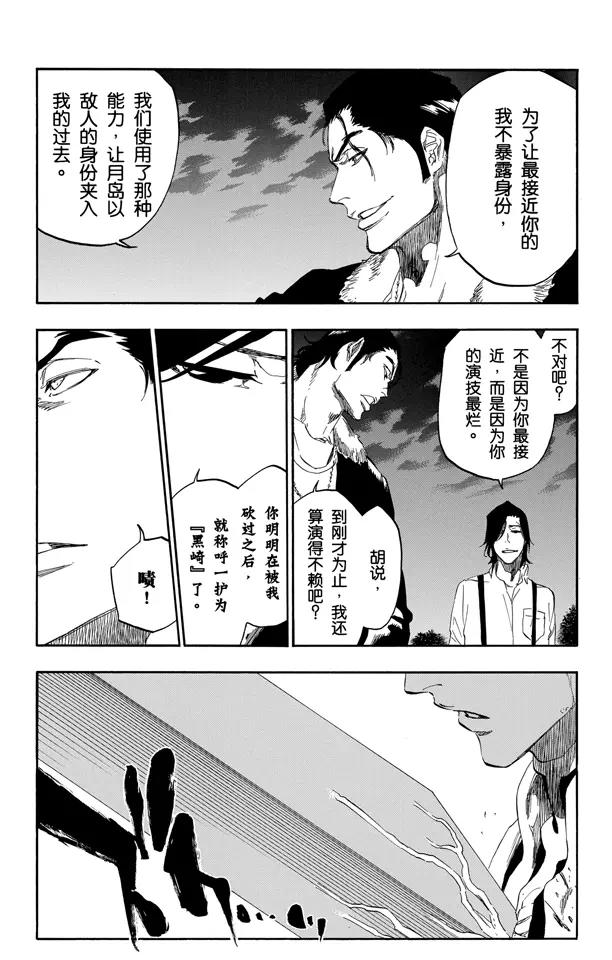 为了让最接近你的
我不暴露身份，
我们使用了那种
能力，让月岛以
敌人的身份夹入
我的过去。
不对吧？
不是因为你最接
近，而是因为你
的演技最烂。
胡说，
到刚才为止，我还
算演得不赖吧？
你明明在被我
砍过之后，
就称呼一护为
『黑崎』了。
啧！